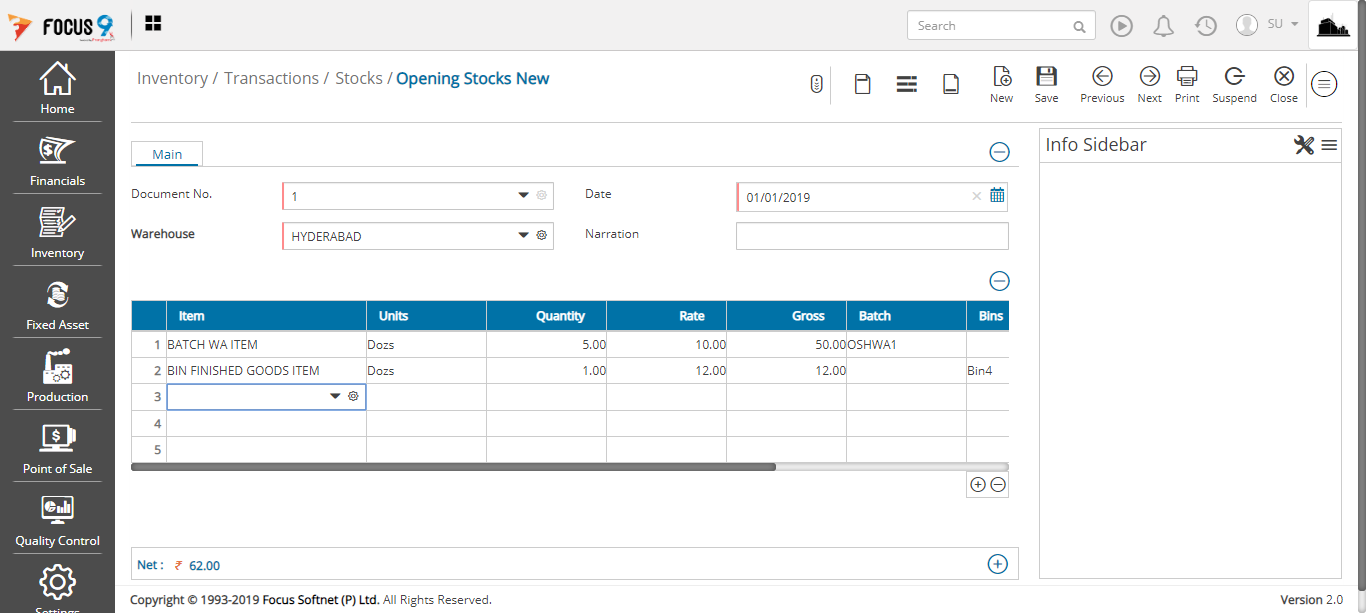 FOCUS 9
Search
SU
Home
Financials
Inventory
Fixed Asset
Production
Point of Sale
Quality Control
Settings
Inventory / Transactions / Stocks / Opening Stocks New
New Save Previous Next Print Suspend Close
Main
Document No. 1 Date 01/01/2019
Warehouse HYDERABAD Narration
Item Units Quantity Rate Gross Batch Bins
1 BATCH WA ITEM Dozs 5.00 10.00 50.00 OSHWA1
2 BIN FINISHED GOODS ITEM Dozs 1.00 12.00 12.00 Bin4
3
4
5
Net : ₹ 62.00
Info Sidebar
Copyright © 1993-2019 Focus Softnet (P) Ltd. All Rights Reserved. Version 2.0